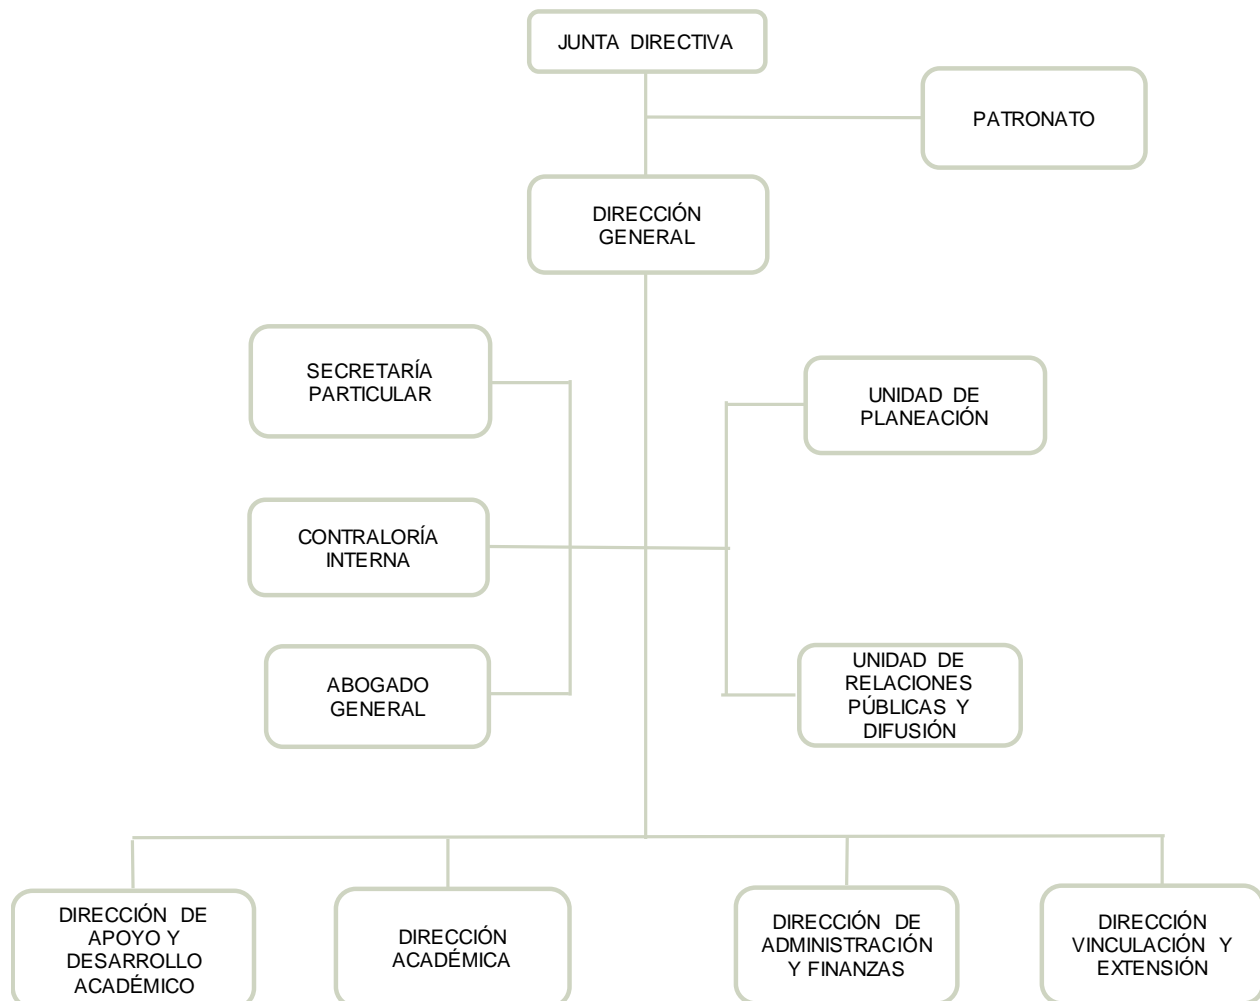 JUNTA DIRECTIVA
PATRONATO
DIRECCIÓN
GENERAL
SECRETARÍA
PARTICULAR
UNIDAD DE
PLANEACIÓN
CONTRALORÍA
INTERNA
ABOGADO
GENERAL
UNIDAD DE
RELACIONES
PÚBLICAS Y
DIFUSIÓN
DIRECCIÓN DE
APOYO Y
DESARROLLO
ACADÉMICO
DIRECCIÓN
ACADÉMICA
DIRECCIÓN DE
ADMINISTRACIÓN
Y FINANZAS
DIRECCIÓN
VINCULACIÓN Y
EXTENSIÓN